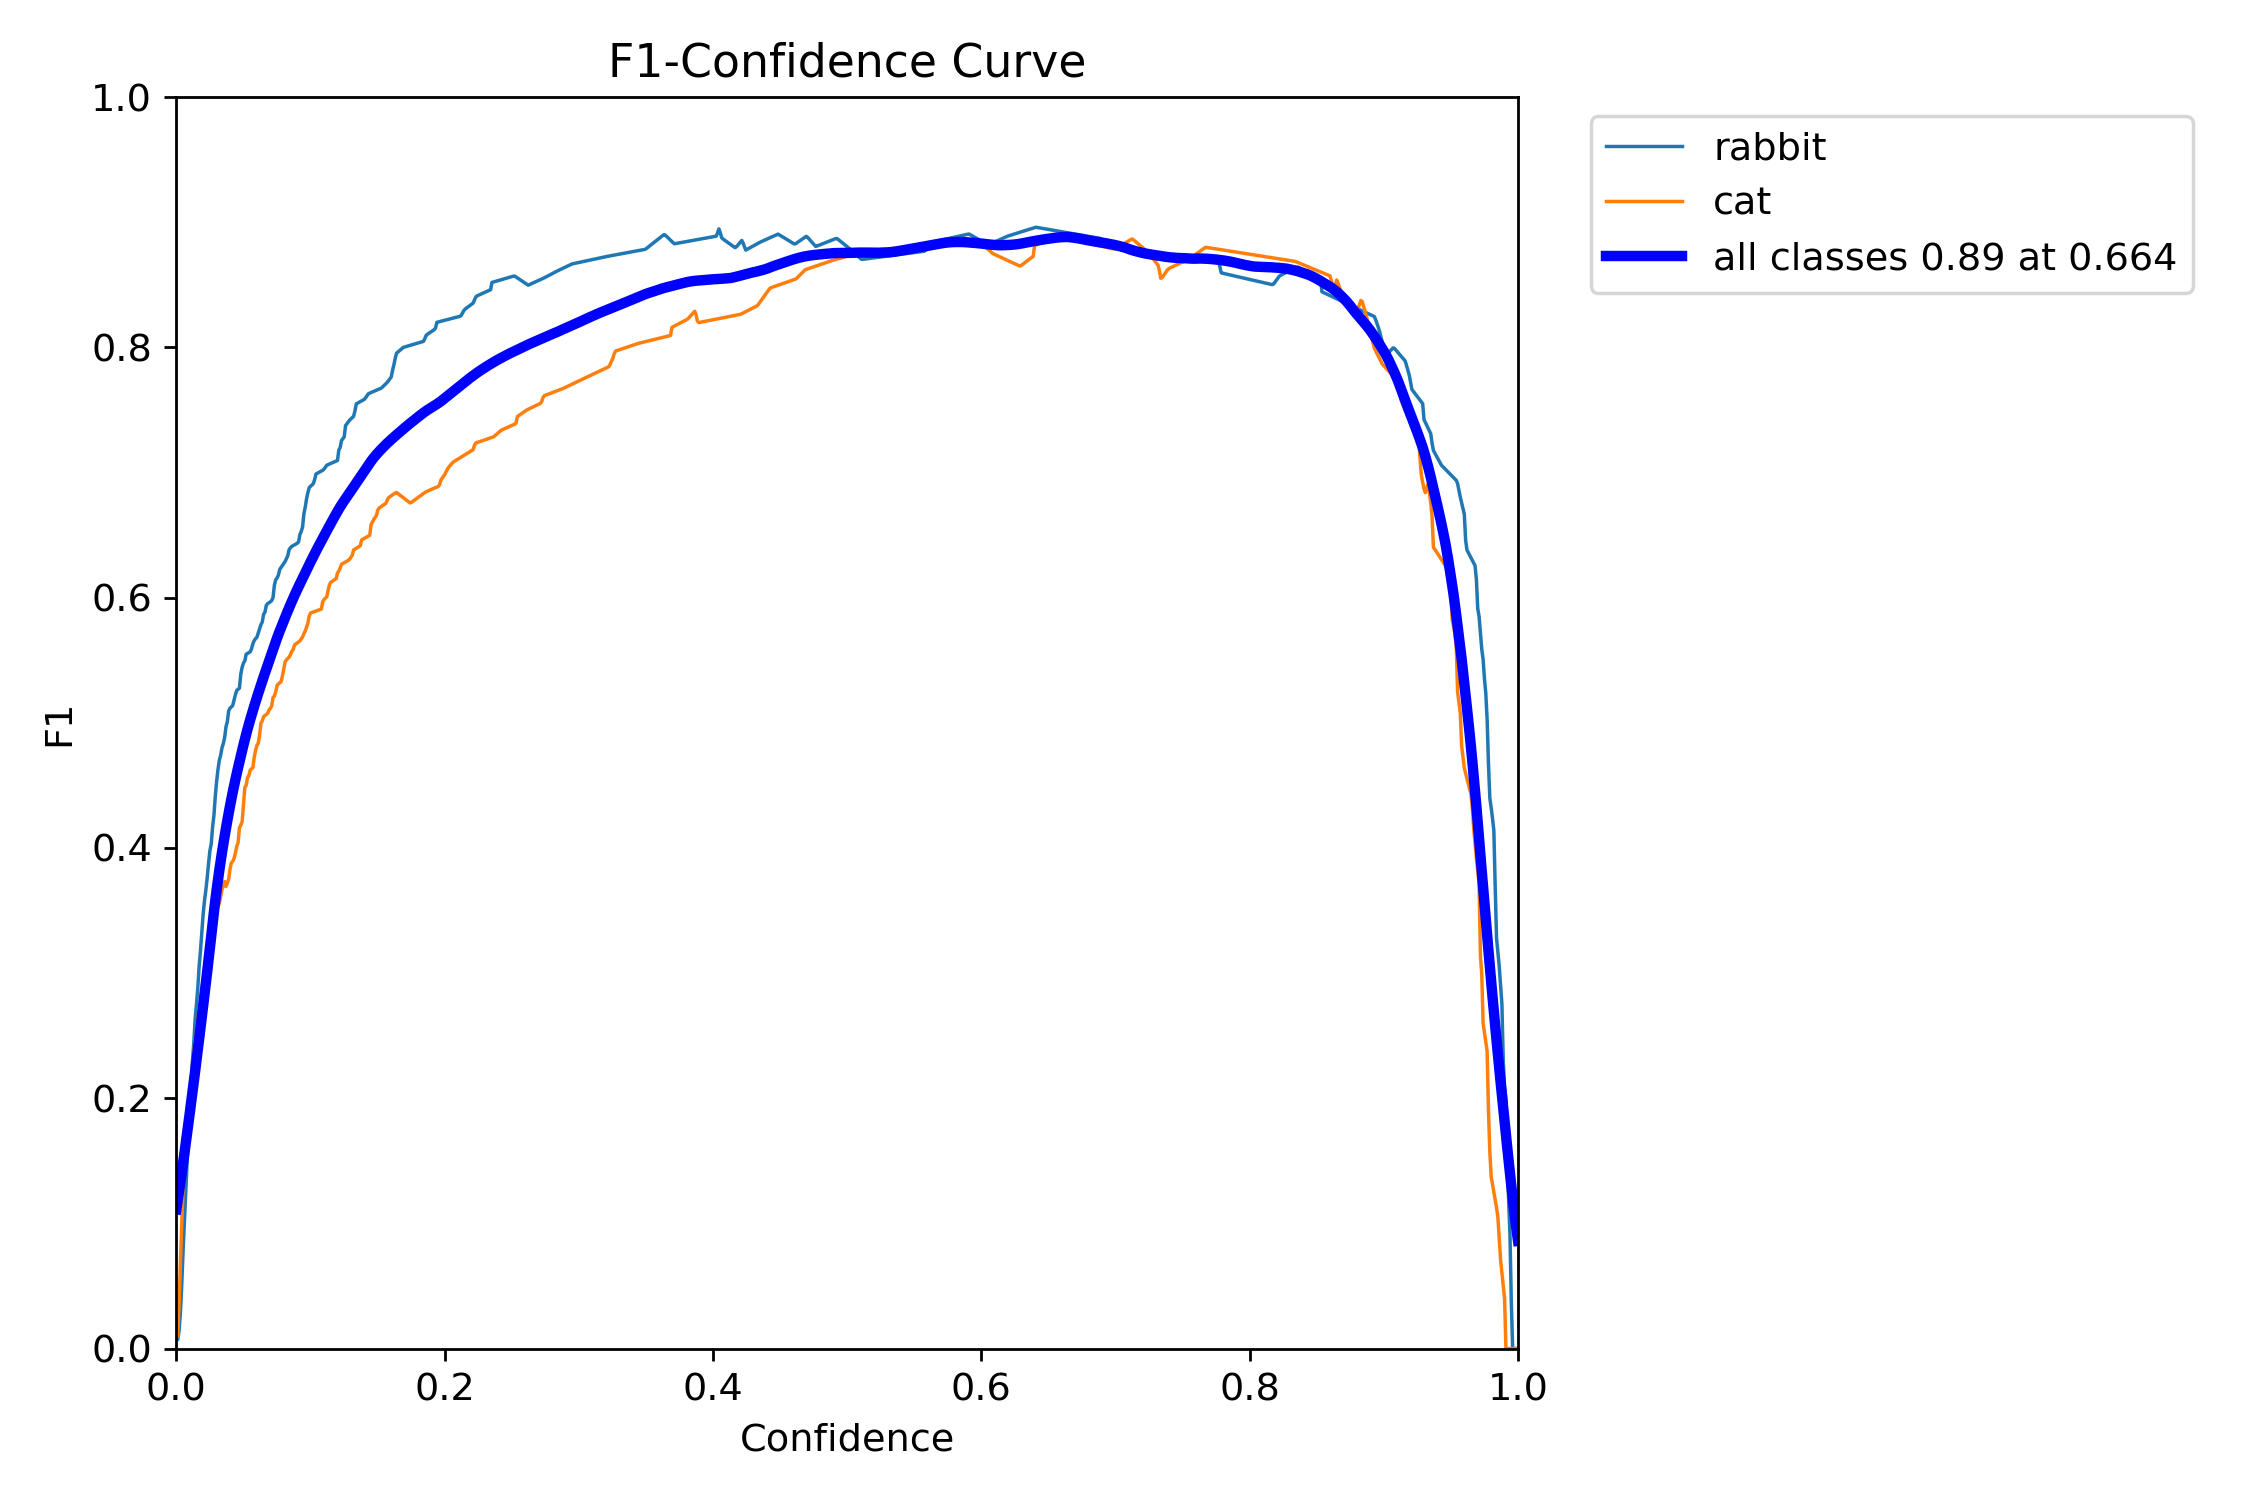 F1-Confidence Curve
rabbit
cat
all classes 0.89 at 0.664
F1
1.0
0.8
0.6
0.4
0.2
0.0
0.0 0.2 0.4 0.6 0.8 1.0
Confidence